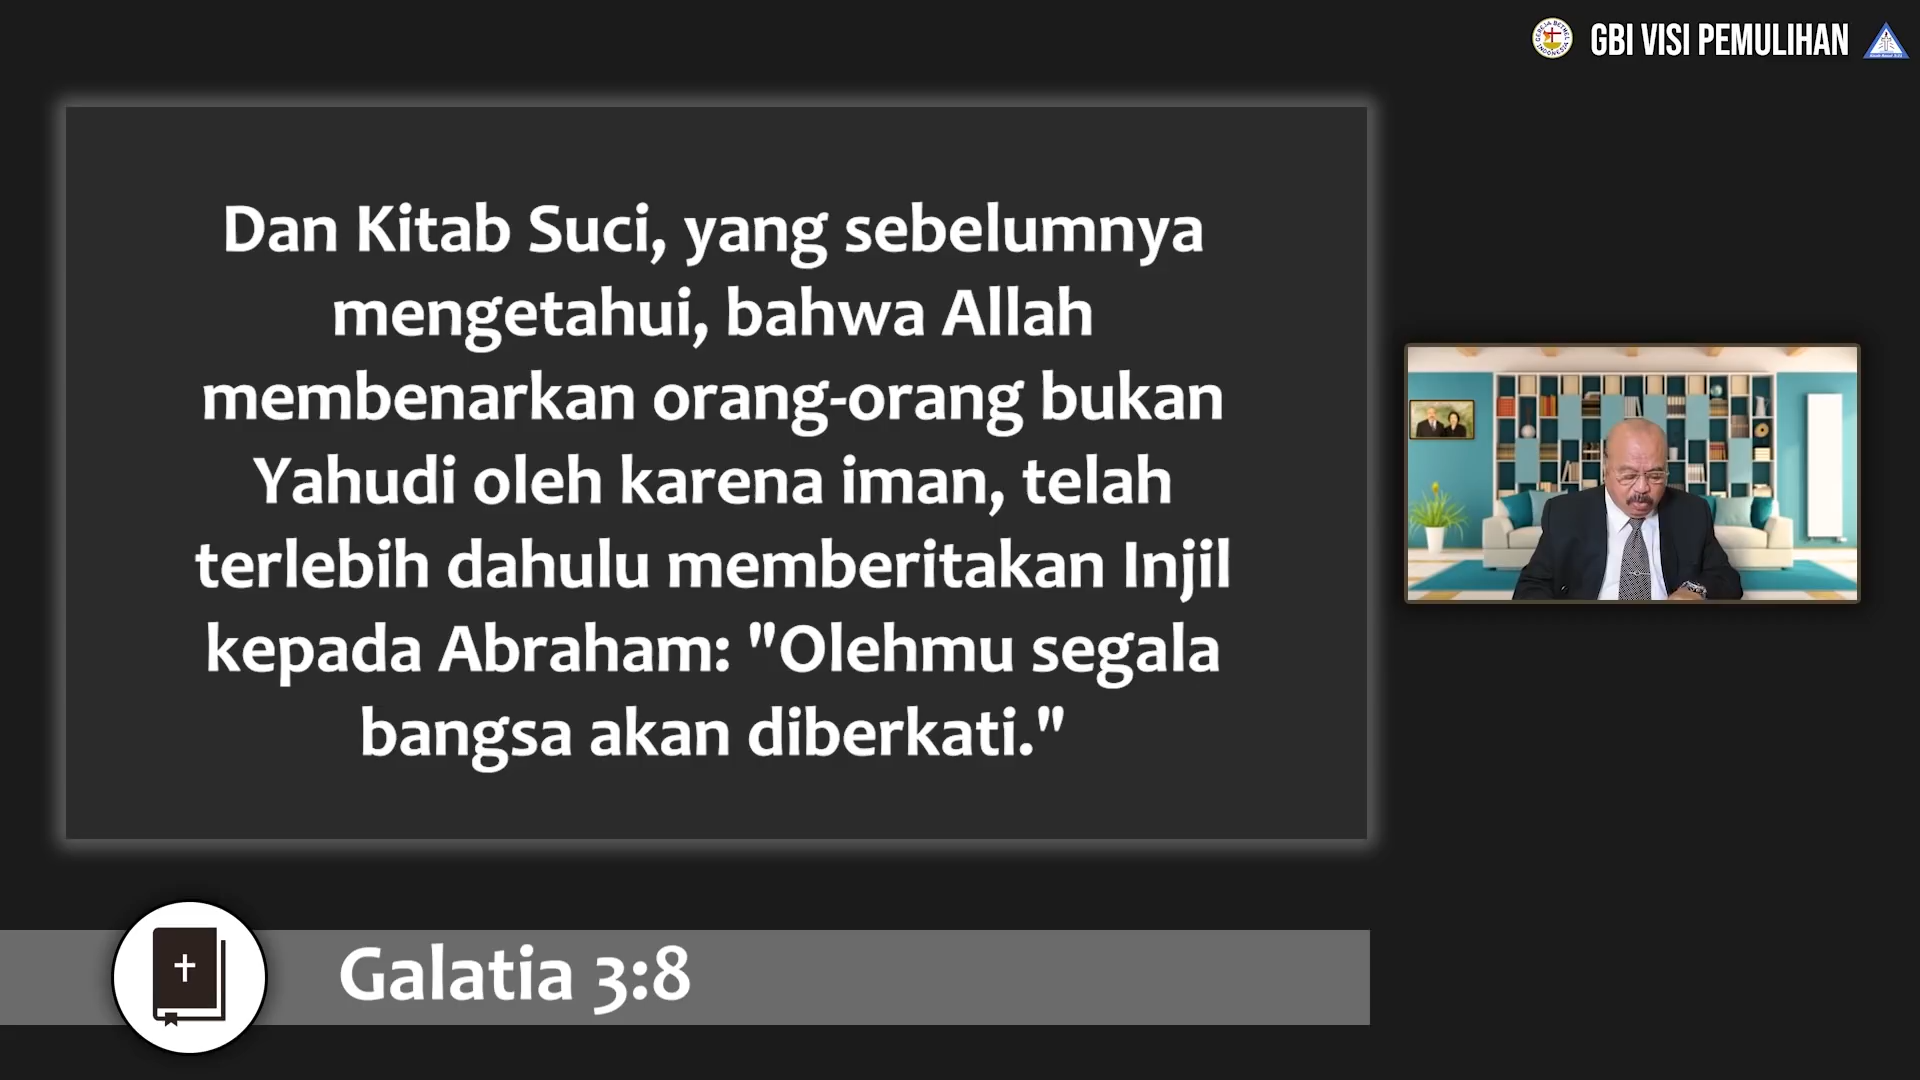 GBI VISI PEMULIHAN
Dan Kitab Suci, yang sebelumnya
mengetahui, bahwa Allah
membenarkan orang-orang bukan
Yahudi oleh karena iman, telah
terlebih dahulu memberitakan Injil
kepada Abraham: "Olehmu segala
bangsa akan diberkati."
Galatia 3:8